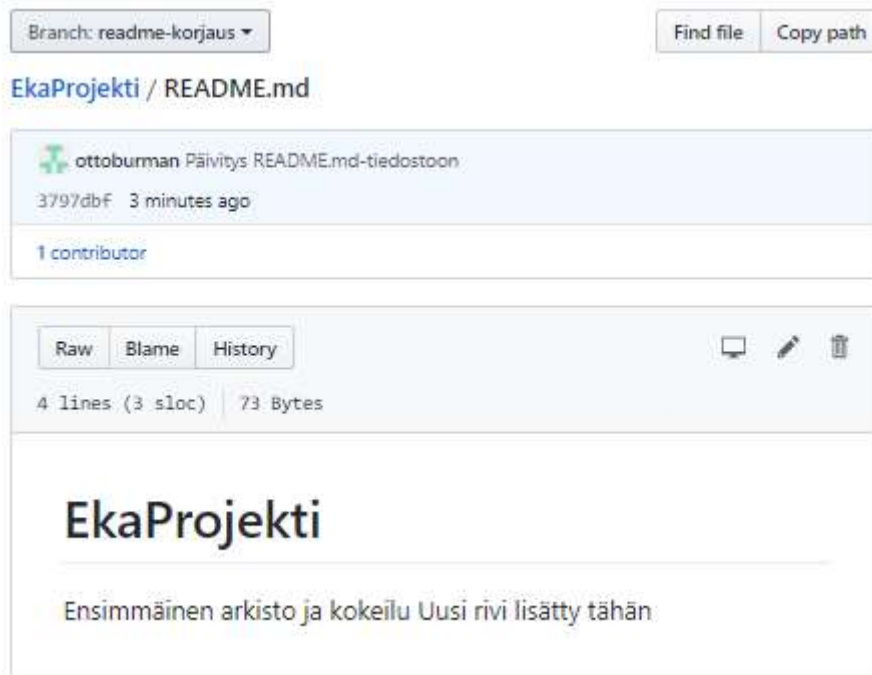 Branch: readme-korjaus
Find file
Copy path
EkaProjekti / README.md
ottoburman Päivitys README.md-tiedostoon
3797dbf 3 minutes ago
1 contributor
Raw
Blame
History
4 lines (3 sloc) 73 Bytes
EkaProjekti
Ensimmäinen arkisto ja kokeilu Uusi rivi lisätty tähän